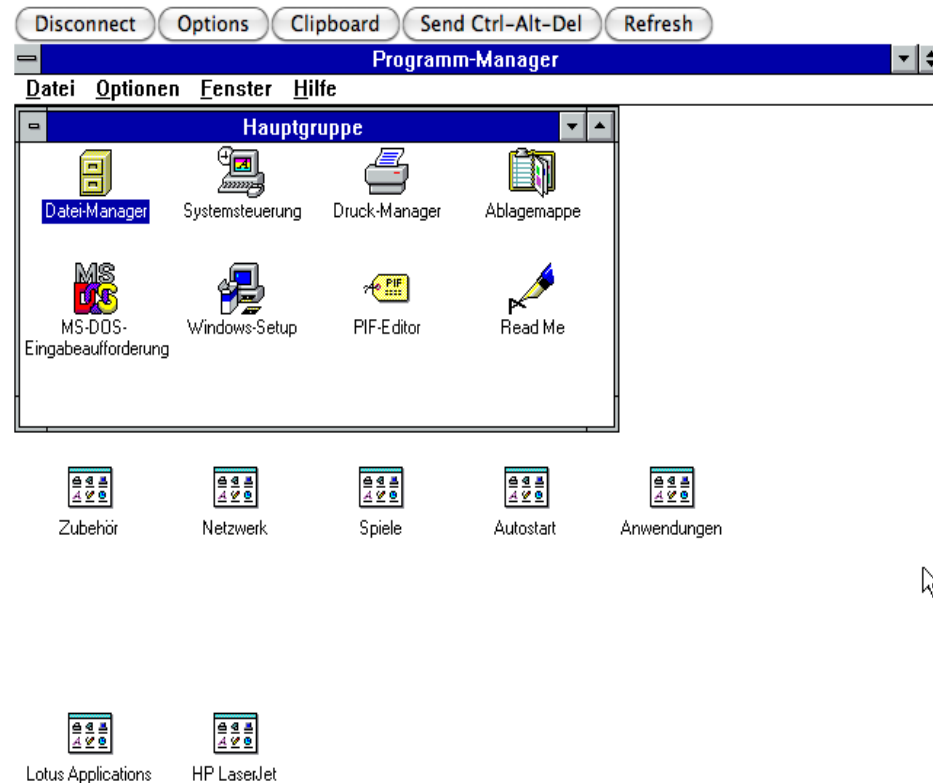 Disconnect Options Clipboard Send Ctrl-Alt-Del Refresh
Programm-Manager
Datei Optionen Fenster Hilfe
Hauptgruppe
Datei-Manager Systemsteuerung Druck-Manager Ablagemappe
MS-DOS-
Eingabeaufforderung Windows-Setup PIF-Editor Read Me
Zubehör Netzwerk Spiele Autostart Anwendungen
Lotus Applications HP LaserJet